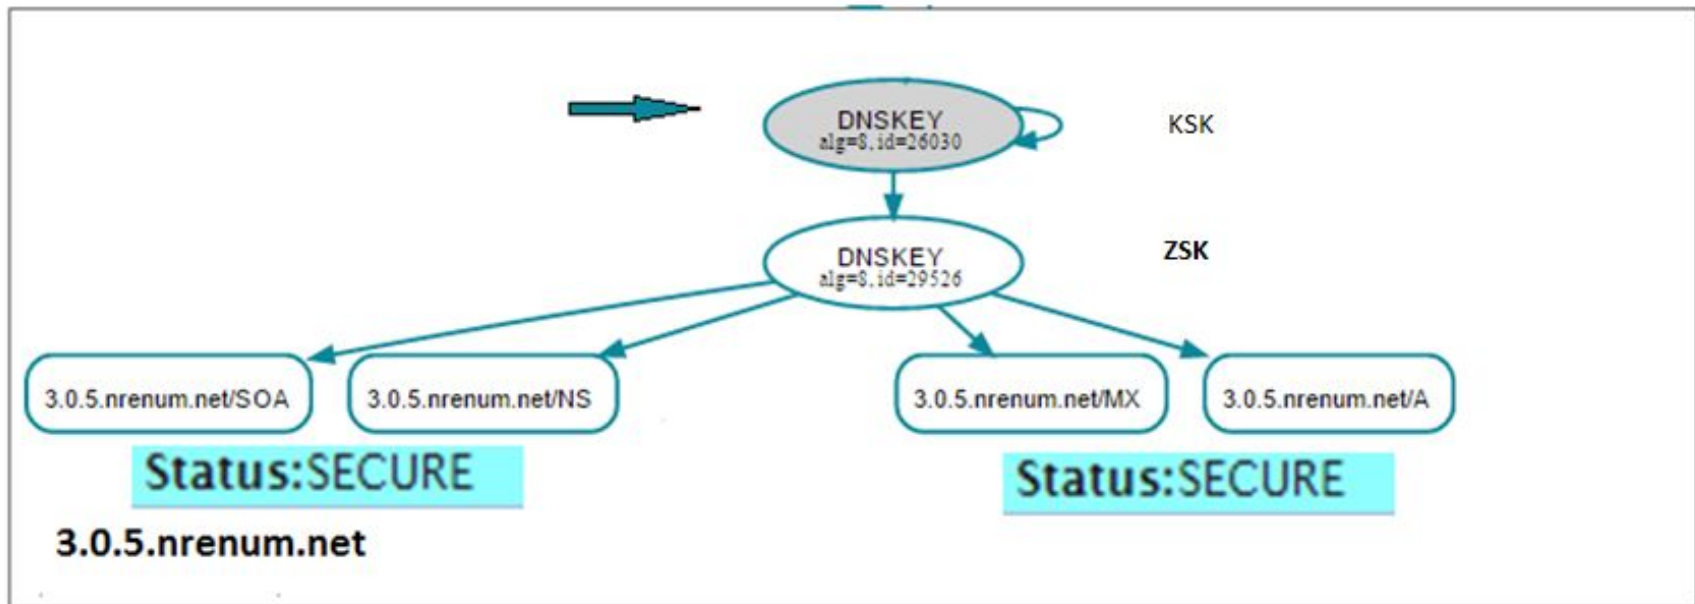 DNSKEY
alg=8, id=26030
KSK
DNSKEY
alg=8, id=29526
ZSK
3.0.5.nrenum.net/SOA
3.0.5.nrenum.net/NS
3.0.5.nrenum.net/MX
3.0.5.nrenum.net/A
Status:SECURE
Status:SECURE
3.0.5.nrenum.net